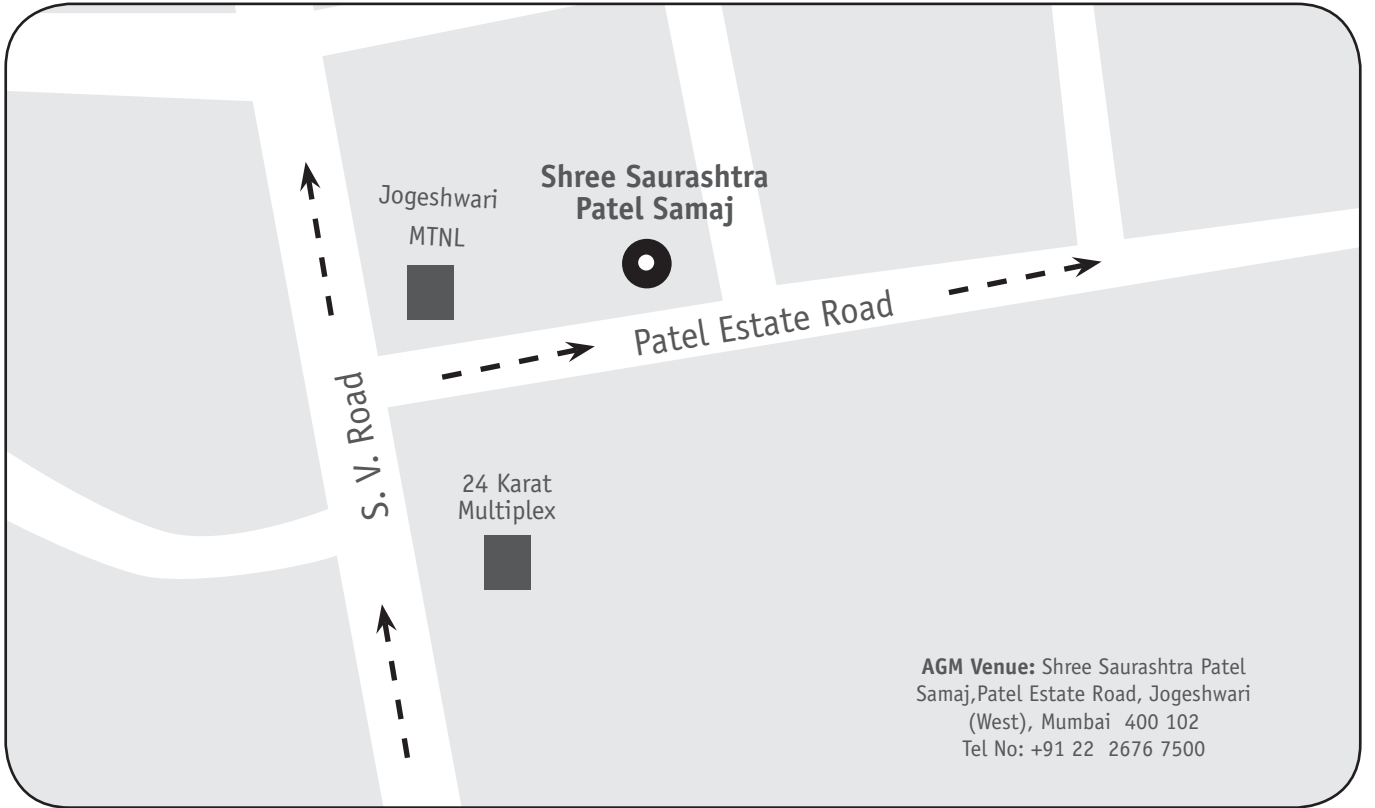 Shree Saurashtra
Patel Samaj
Jogeshwari
MTNL
Patel Estate Road
S. V. Road
24 Karat
Multiplex
AGM Venue: Shree Saurashtra Patel
Samaj,Patel Estate Road, Jogeshwari
(West), Mumbai 400 102
Tel No: +91 22 2676 7500